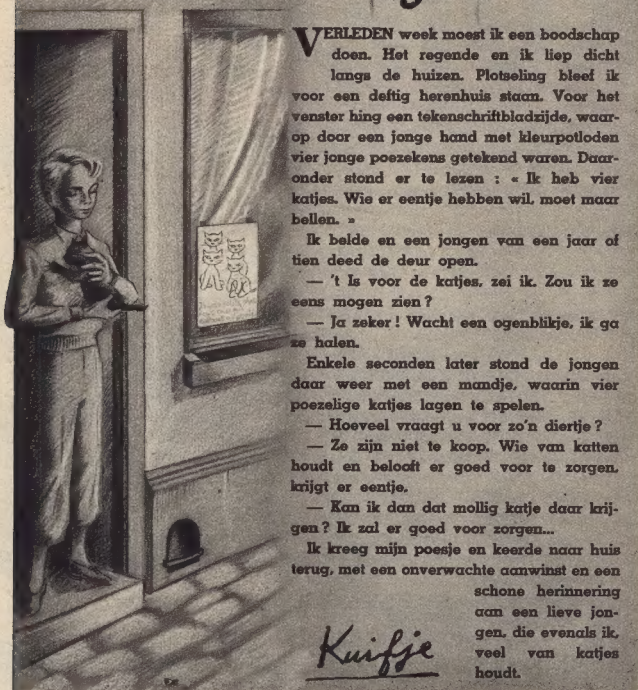 VERLEDEN week moest ik een boodschap
doen. Het regende en ik liep dicht
langs de huizen. Plotseling bleef ik
voor een deftig herenhuis staan. Voor het
venster hing een tekenschriftbladzijde, waar-
op door een jonge hand met kleurpotloden
vier jonge poezekens getekend waren. Daar-
onder stond er te lezen : « Ik heb vier
katjes. Wie er eentje hebben wil, moet maar
bellen. »
Ik belde en een jongen van een jaar of
tien deed de deur open.
— 't Is voor de katjes, zei ik. Zou ik ze
eens mogen zien ?
— Ja zeker ! Wacht een ogenblikje, ik ga
ze halen.
Enkele seconden later stond de jongen
daar weer met een mandje, waarin vier
poezelige katjes lagen te spelen.
— Hoeveel vraagt u voor zo'n diertje ?
— Ze zijn niet te koop. Wie van katten
houdt en belooft er goed voor te zorgen,
krijgt er eentje.
— Kan ik dan dat mollig katje daar krij-
gen ? Ik zal er goed voor zorgen...
Ik kreeg mijn poesje en keerde naar huis
terug, met een onverwachte aanwinst en een
schone herinnering
aan een lieve jon-
gen, die evenals ik,
veel van katjes
houdt.
Kuifje